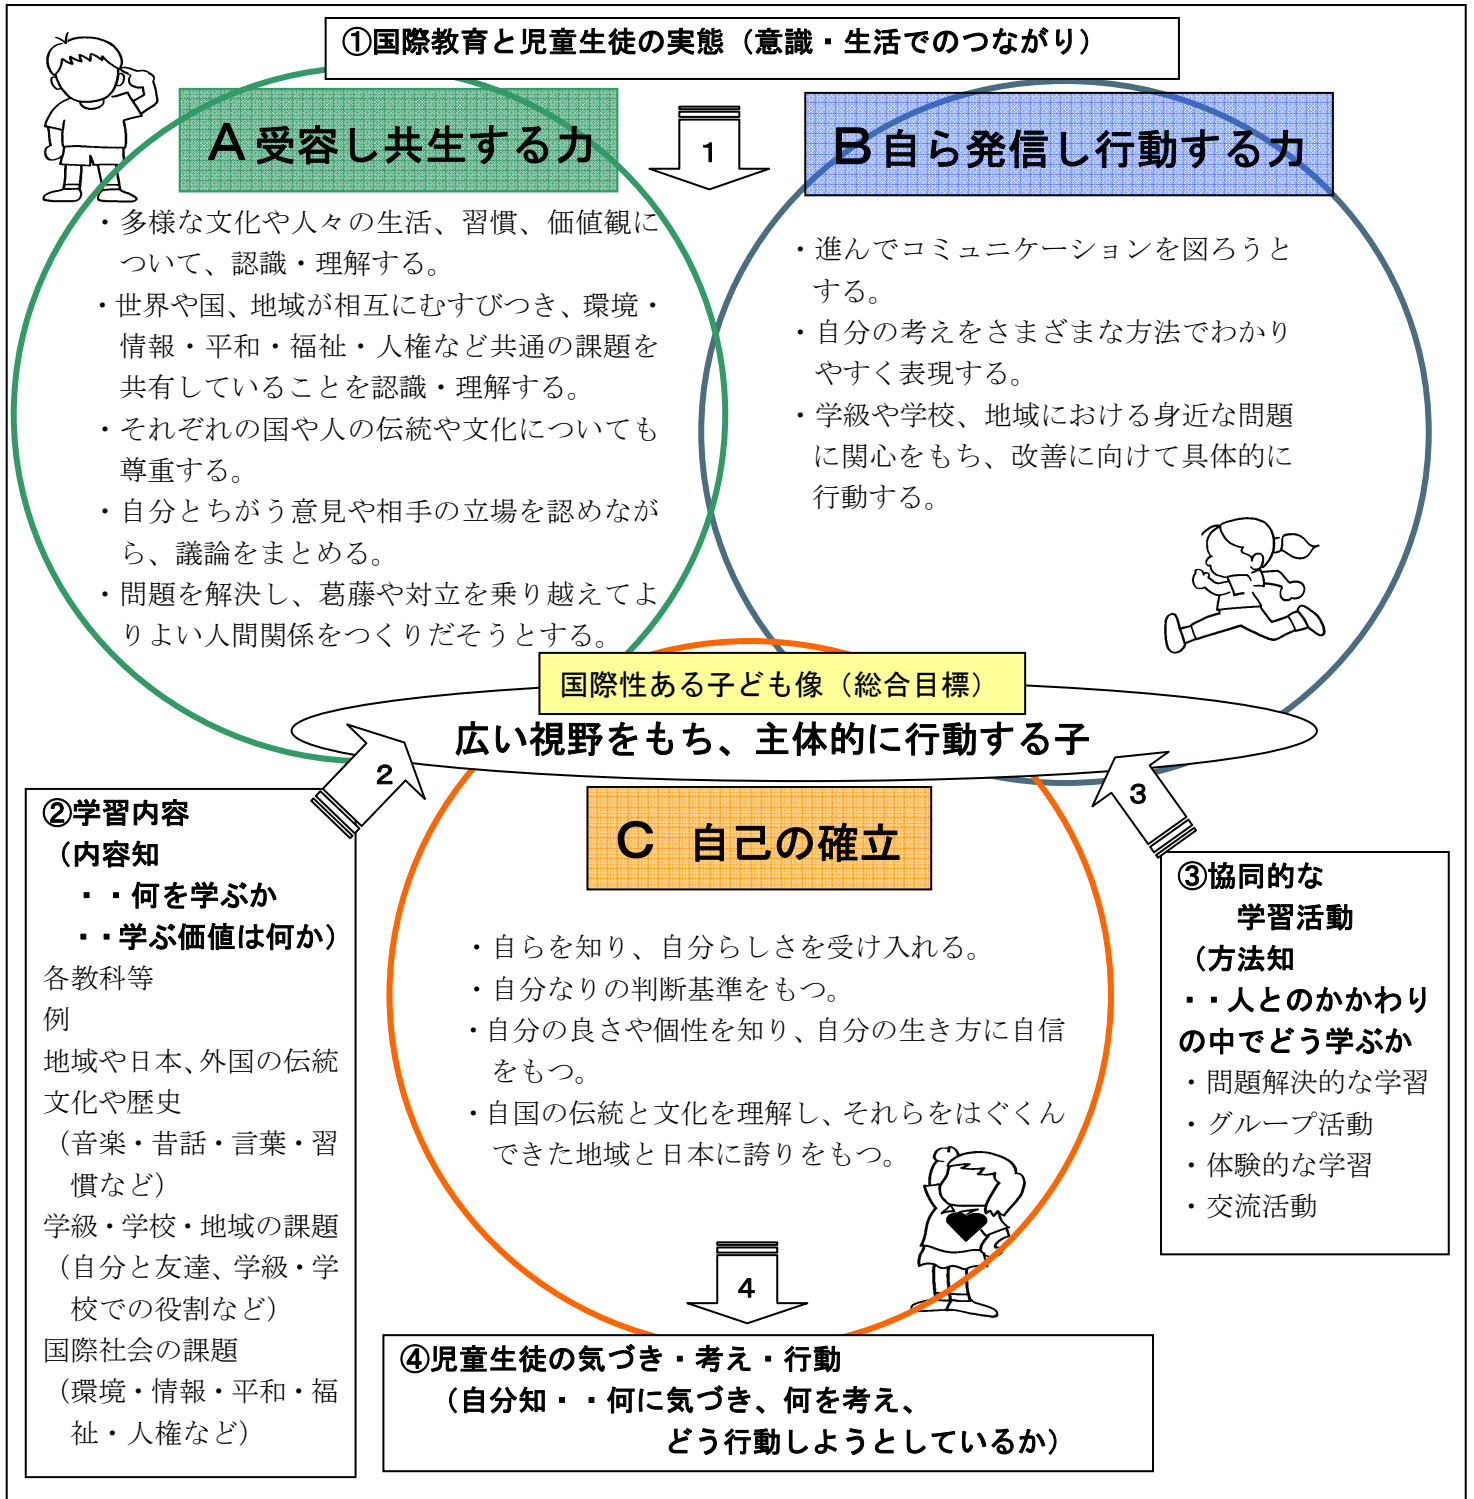 ①国際教育と児童生徒の実態（意識・生活でのつながり）
A受容し共生する力
1
B自ら発信し行動する力
・多様な文化や人々の生活、習慣、価値観に
ついて、認識・理解する。
・世界や国、地域が相互にむすびつき、環境・
情報・平和・福祉・人権など共通の課題を
共有していることを認識・理解する。
・それぞれの国や人の伝統や文化についても
尊重する。
・自分とちがう意見や相手の立場を認めなが
ら、議論をまとめる。
・問題を解決し、葛藤や対立を乗り越えてよ
りよい人間関係をつくりだそうとする。
・進んでコミュニケーションを図ろうと
する。
・自分の考えをさまざまな方法でわかり
やすく表現する。
・学級や学校、地域における身近な問題
に関心をもち、改善に向けて具体的に
行動する。
国際性ある子ども像（総合目標）
広い視野をもち、主体的に行動する子
2
3
②学習内容
（内容知
・・何を学ぶか
・・学ぶ価値は何か）
各教科等
例
地域や日本、外国の伝統
文化や歴史
（音楽・昔話・言葉・習
慣など）
学級・学校・地域の課題
（自分と友達、学級・学
校での役割など）
国際社会の課題
（環境・情報・平和・福
祉・人権など）
C 自己の確立
・自らを知り、自分らしさを受け入れる。
・自分なりの判断基準をもつ。
・自分の良さや個性を知り、自分の生き方に自信
をもつ。
・自国の伝統と文化を理解し、それらをはぐくん
できた地域と日本に誇りをもつ。
4
③協同的な
学習活動
（方法知
・・人とのかかわり
の中でどう学ぶか
・問題解決的な学習
・グループ活動
・体験的な学習
・交流活動
④児童生徒の気づき・考え・行動
（自分知・・何に気づき、何を考え、
どう行動しようとしているか）